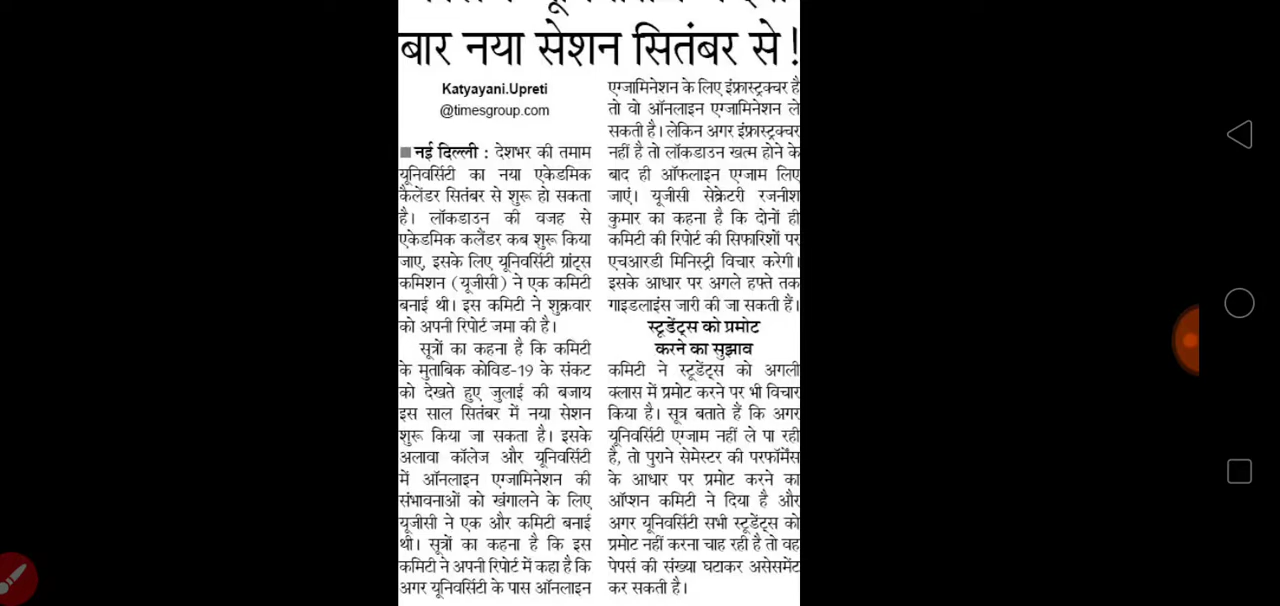 बार नया सेशन सितंबर से!
Katyayani.Upreti
@timesgroup.com
■ नई दिल्ली : देशभर की तमाम
यूनिवर्सिटी का नया एकेडमिक
कैलेंडर सितंबर से शुरू हो सकता
है। लॉकडाउन की वजह से
एकेडमिक कलैंडर कब शुरू किया
जाए, इसके लिए यूनिवर्सिटी ग्रांट्स
कमिशन (यूजीसी) ने एक कमिटी
बनाई थी। इस कमिटी ने शुक्रवार
को अपनी रिपोर्ट जमा की है।
सूत्रों का कहना है कि कमिटी
के मुताबिक कोविड-19 के संकट
को देखते हुए जुलाई की बजाय
इस साल सितंबर में नया सेशन
शुरू किया जा सकता है। इसके
अलावा कॉलेज और यूनिवर्सिटी
में ऑनलाइन एग्जामिनेशन की
संभावनाओं को खंगालने के लिए
यूजीसी ने एक और कमिटी बनाई
थी। सूत्रों का कहना है कि इस
कमिटी ने अपनी रिपोर्ट में कहा है कि
अगर यूनिवर्सिटी के पास ऑनलाइन
एग्जामिनेशन के लिए इंफ्रास्ट्रक्चर है
तो वो ऑनलाइन एग्जामिनेशन ले
सकती है। लेकिन अगर इंफ्रास्ट्रक्चर
नहीं है तो लॉकडाउन खत्म होने के
बाद ही ऑफलाइन एग्जाम लिए
जाएं। यूजीसी सेक्रेटरी रजनीश
कुमार का कहना है कि दोनों ही
कमिटी की रिपोर्ट की सिफारिशों पर
एचआरडी मिनिस्ट्री विचार करेगी।
इसके आधार पर अगले हफ्ते तक
गाइडलाइंस जारी की जा सकती हैं।
स्टूडेंट्स को प्रमोट
करने का सुझाव
कमिटी ने स्टूडेंट्स को अगली
क्लास में प्रमोट करने पर भी विचार
किया है। सूत्र बताते हैं कि अगर
यूनिवर्सिटी एग्जाम नहीं ले पा रही
है, तो पुराने सेमेस्टर की परफॉर्मेंस
के आधार पर प्रमोट करने का
ऑप्शन कमिटी ने दिया है और
अगर यूनिवर्सिटी सभी स्टूडेंट्स को
प्रमोट नहीं करना चाह रही है तो वह
पेपर्स की संख्या घटाकर असेसमेंट
कर सकती है।